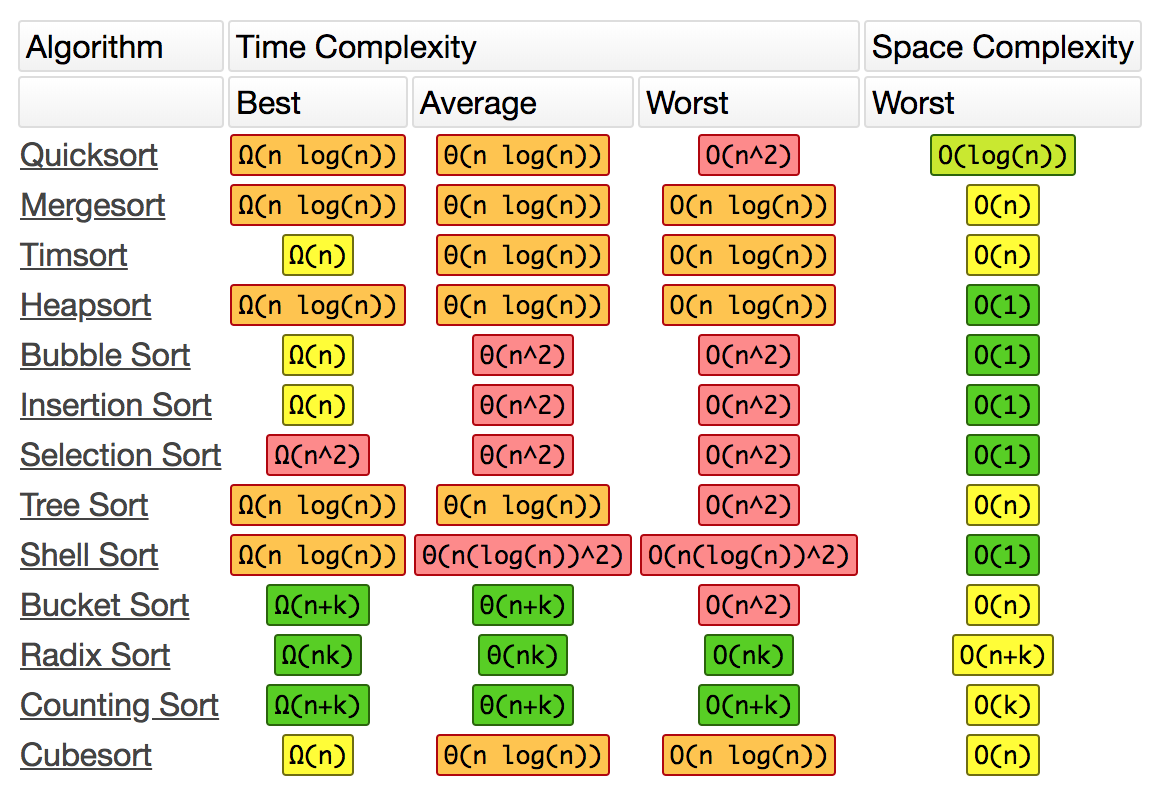 Algorithm Time Complexity Space Complexity
Best Average Worst Worst
Quicksort Ω(n log(n)) Θ(n log(n)) O(n^2) O(log(n))
Mergesort Ω(n log(n)) Θ(n log(n)) O(n log(n)) O(n)
Timsort Ω(n) Θ(n log(n)) O(n log(n)) O(n)
Heapsort Ω(n log(n)) Θ(n log(n)) O(n log(n)) O(1)
Bubble Sort Ω(n) Θ(n^2) O(n^2) O(1)
Insertion Sort Ω(n) Θ(n^2) O(n^2) O(1)
Selection Sort Ω(n^2) Θ(n^2) O(n^2) O(1)
Tree Sort Ω(n log(n)) Θ(n log(n)) O(n^2) O(n)
Shell Sort Ω(n log(n)) Θ(n(log(n))^2) O(n(log(n))^2) O(1)
Bucket Sort Ω(n+k) Θ(n+k) O(n^2) O(n)
Radix Sort Ω(nk) Θ(nk) O(nk) O(n+k)
Counting Sort Ω(n+k) Θ(n+k) O(n+k) O(k)
Cubesort Ω(n) Θ(n log(n)) O(n log(n)) O(n)